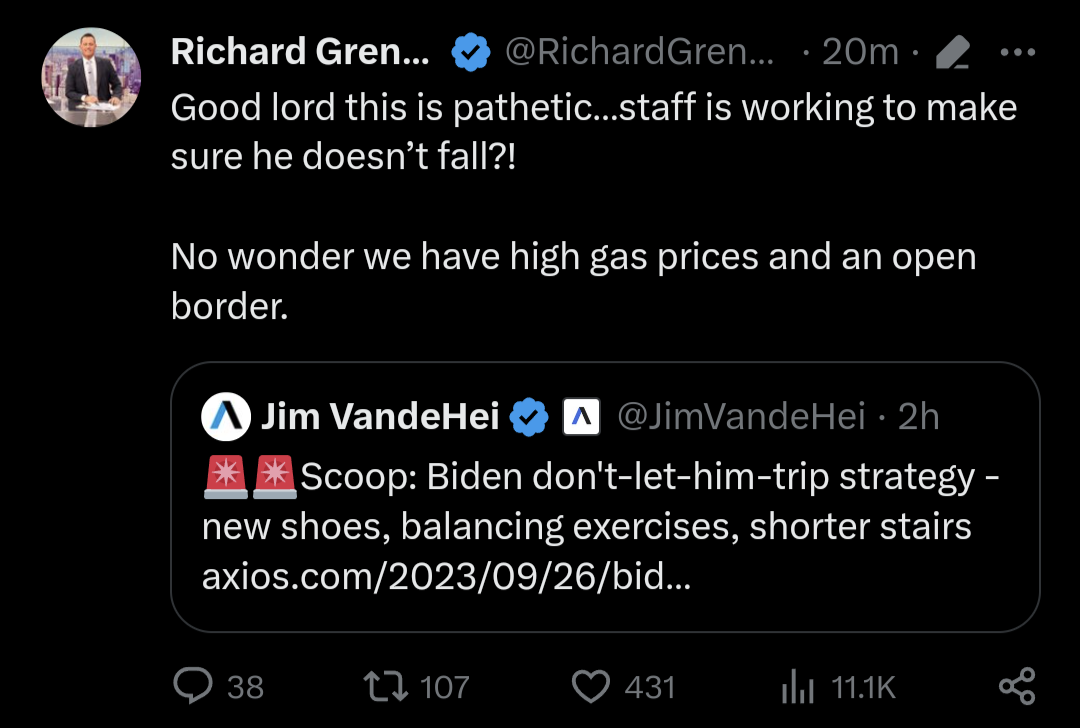 Richard Gren... @RichardGren... · 20m ·
Good lord this is pathetic...staff is working to make
sure he doesn’t fall?!
No wonder we have high gas prices and an open
border.
Jim VandeHei @JimVandeHei · 2h
🚨🚨Scoop: Biden don't-let-him-trip strategy -
new shoes, balancing exercises, shorter stairs
axios.com/2023/09/26/bid...
38 107 431 11.1K